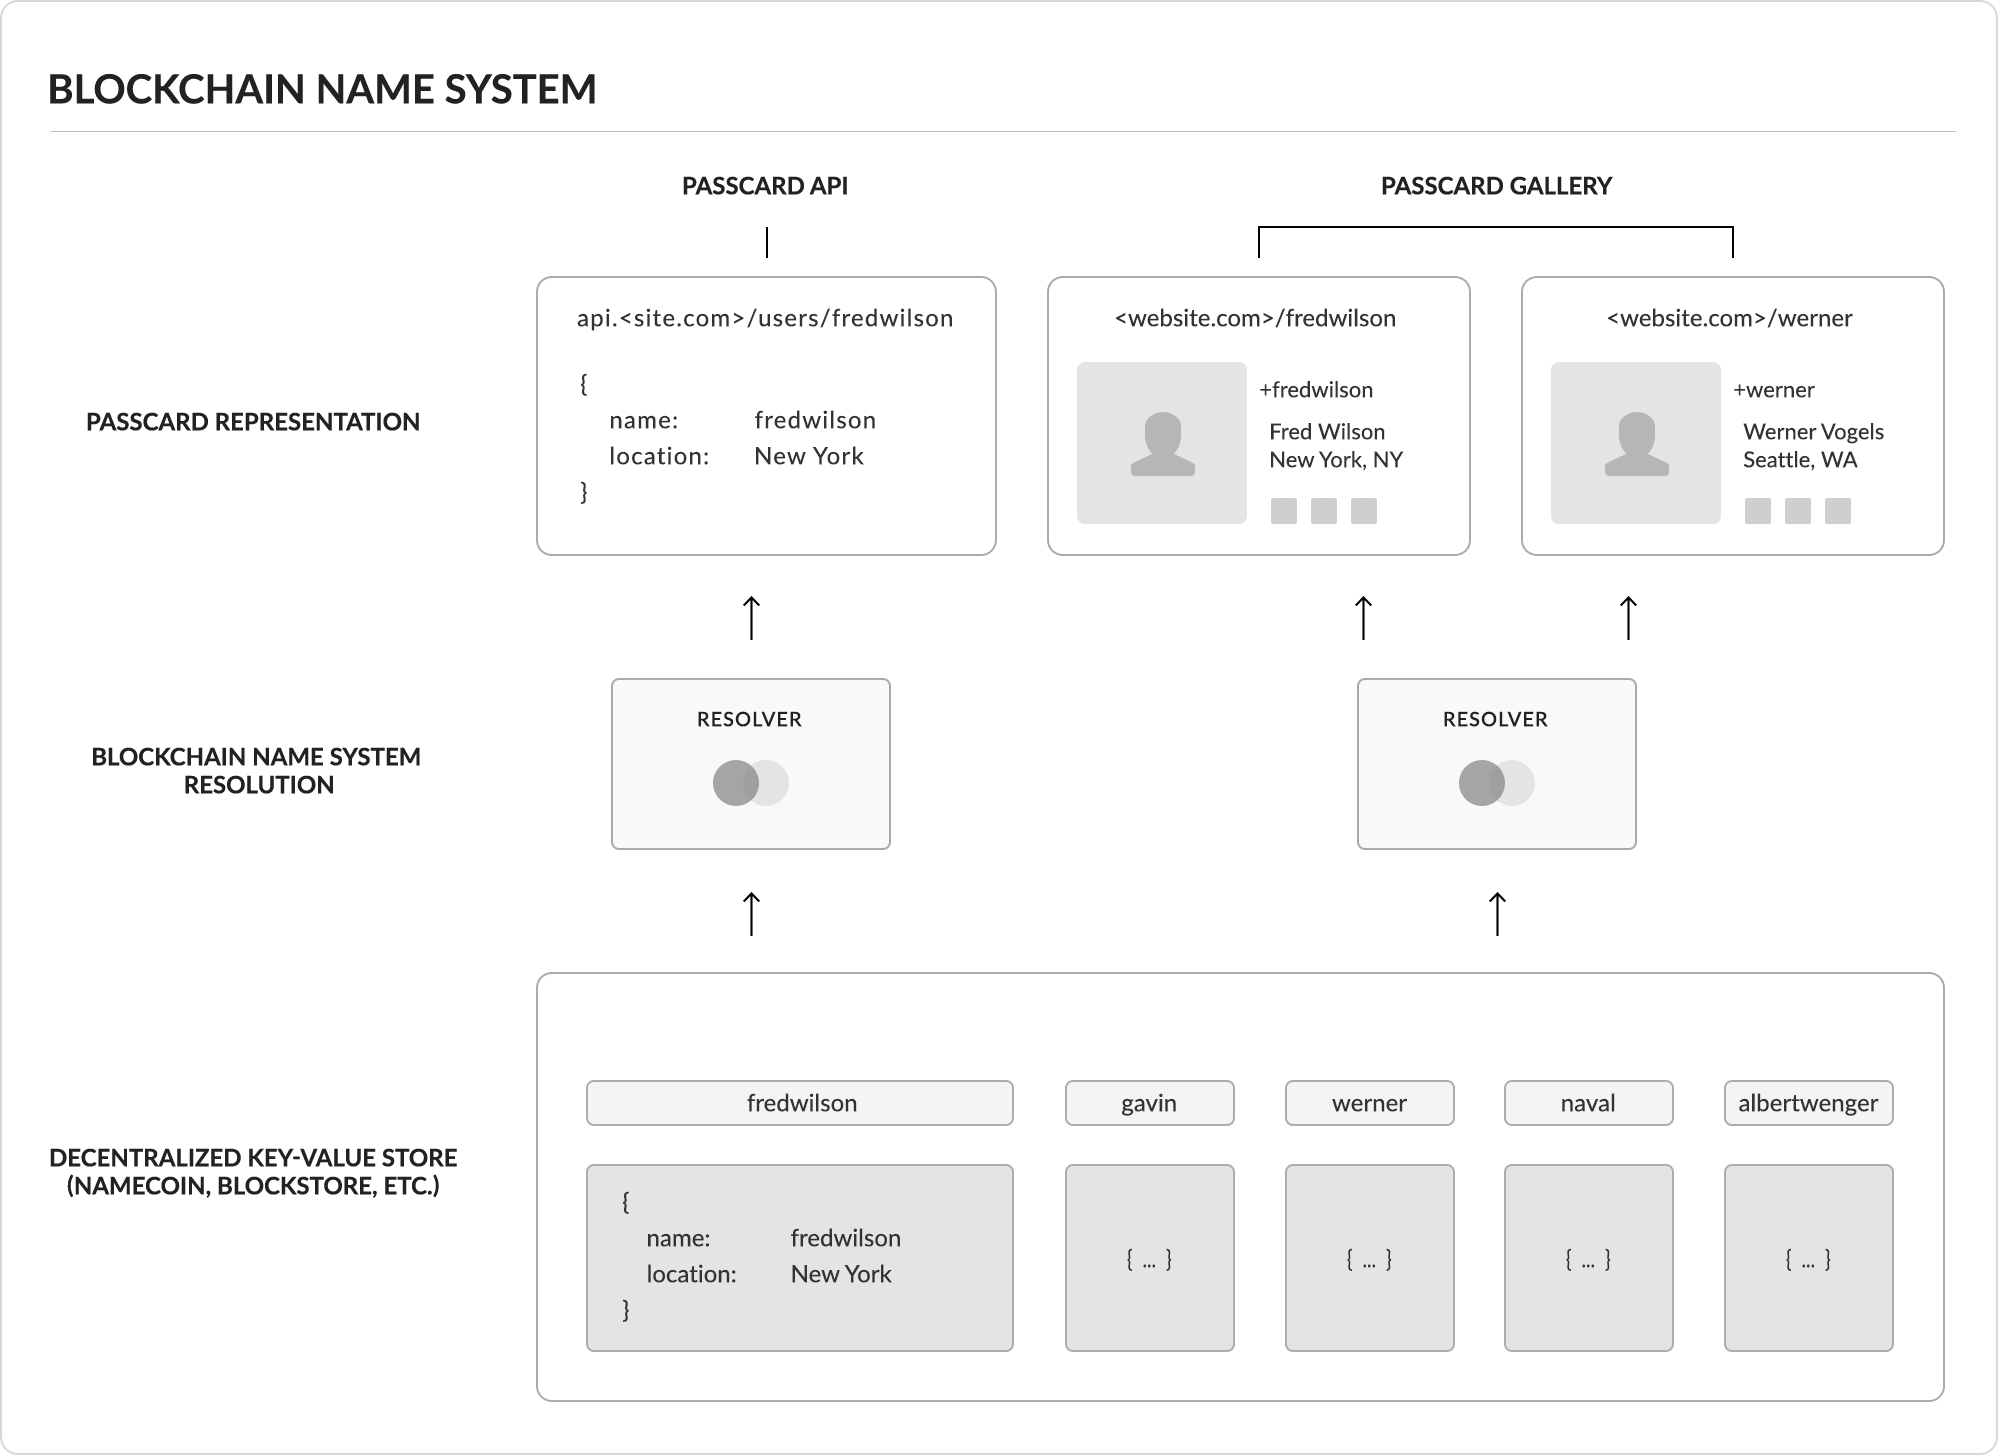 BLOCKCHAIN NAME SYSTEM
PASSCARD API
PASSCARD GALLERY
PASSCARD REPRESENTATION
api.<site.com>/users/fredwilson
{
name: fredwilson
location: New York
}
<website.com>/fredwilson
+fredwilson
Fred Wilson
New York, NY
<website.com>/werner
+werner
Werner Vogels
Seattle, WA
BLOCKCHAIN NAME SYSTEM
RESOLUTION
RESOLVER
RESOLVER
DECENTRALIZED KEY-VALUE STORE
(NAMECOIN, BLOCKSTORE, ETC.)
fredwilson
gavin
werner
naval
albertwenger
{
name: fredwilson
location: New York
}
{ ... }
{ ... }
{ ... }
{ ... }